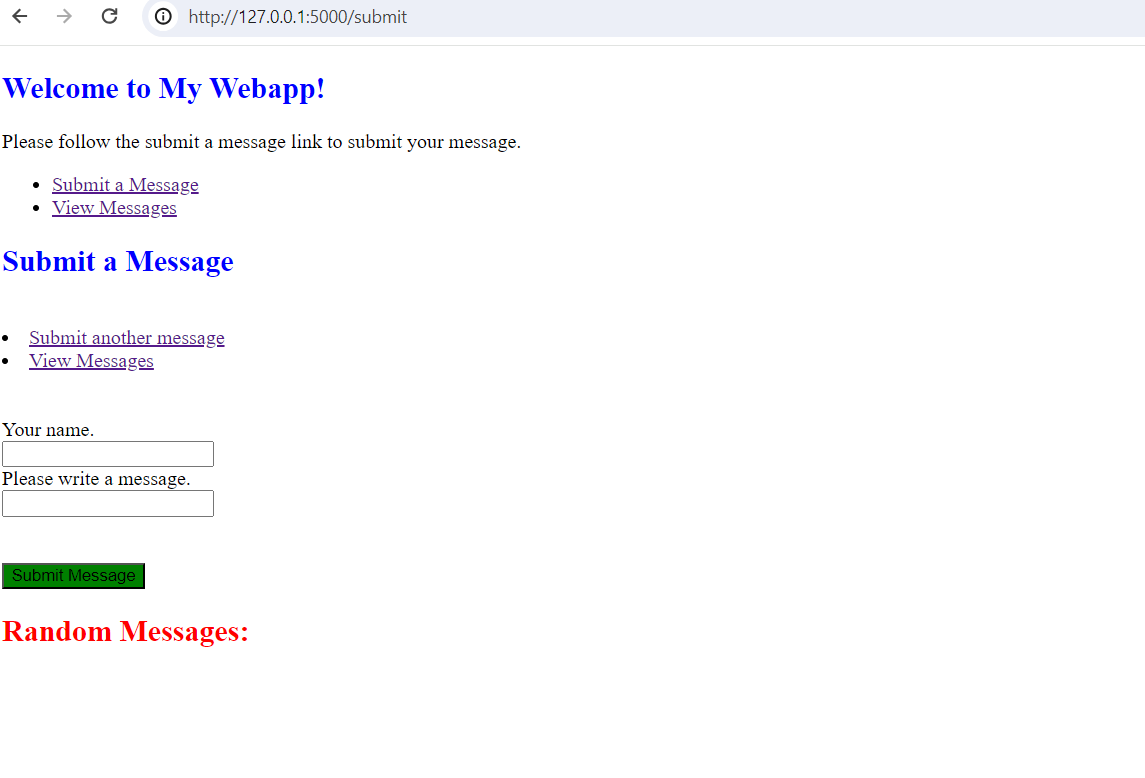 http://127.0.0.1:5000/submit
Welcome to My Webapp!
Please follow the submit a message link to submit your message.
Submit a Message
View Messages
Submit a Message
Submit another message
View Messages
Your name.
Please write a message.
Submit Message
Random Messages: